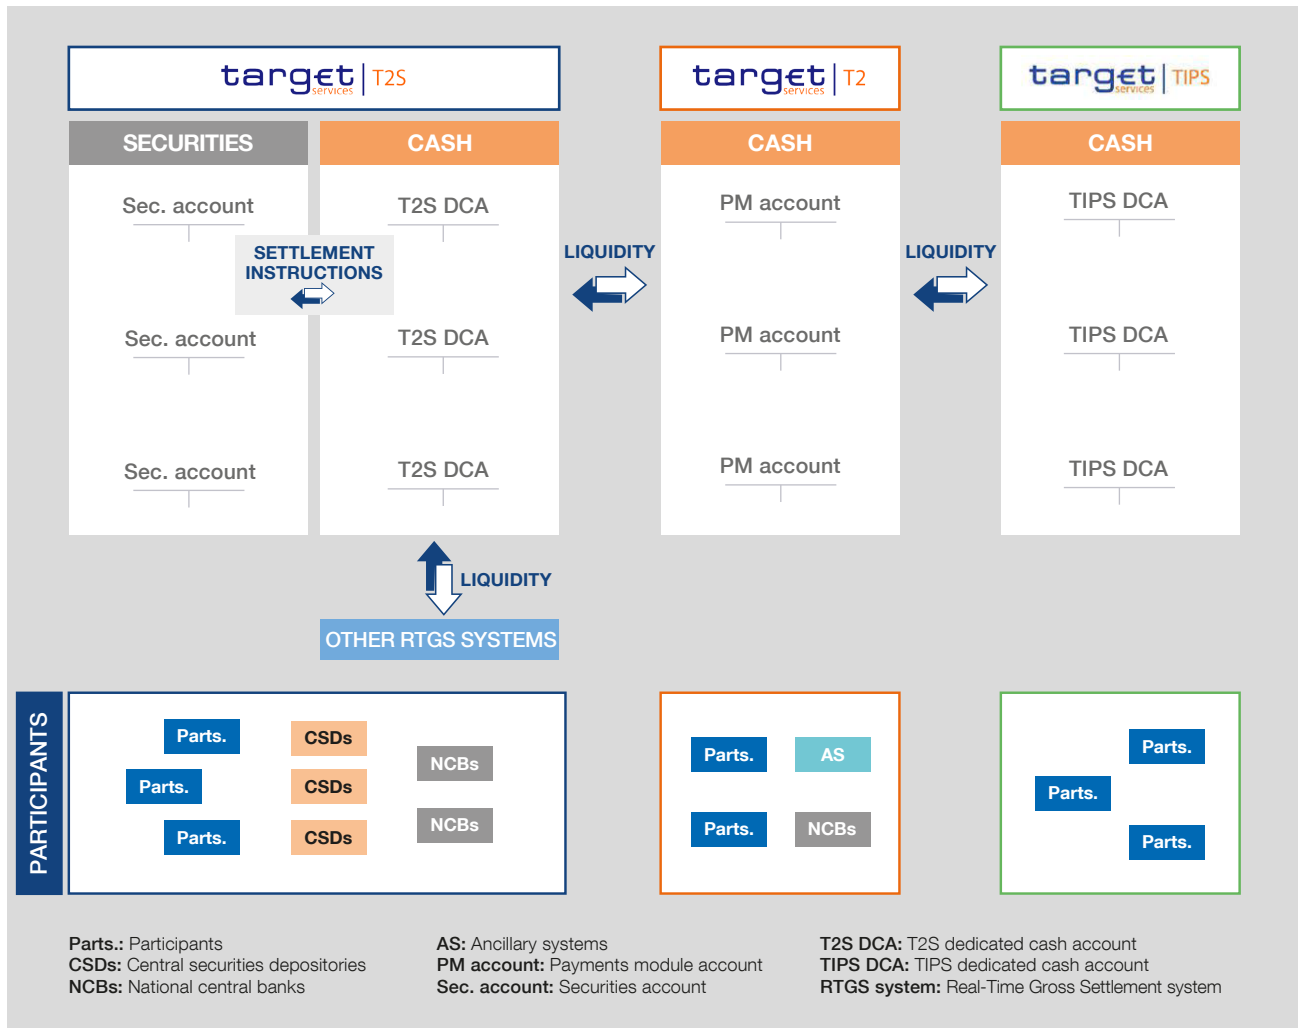 target services | T2S
target services | T2
target services | TIPS
SECURITIES
CASH
CASH
CASH
Sec. account
T2S DCA
PM account
TIPS DCA
SETTLEMENT
INSTRUCTIONS
LIQUIDITY
LIQUIDITY
Sec. account
T2S DCA
PM account
TIPS DCA
Sec. account
T2S DCA
PM account
TIPS DCA
LIQUIDITY
OTHER RTGS SYSTEMS
PARTICIPANTS
Parts.
CSDs
NCBs
Parts.
CSDs
Parts.
CSDs
NCBs
Parts.
AS
Parts.
NCBs
Parts.
Parts.
Parts.
Parts.: Participants
CSDs: Central securities depositories
NCBs: National central banks
AS: Ancillary systems
PM account: Payments module account
Sec. account: Securities account
T2S DCA: T2S dedicated cash account
TIPS DCA: TIPS dedicated cash account
RTGS system: Real-Time Gross Settlement system